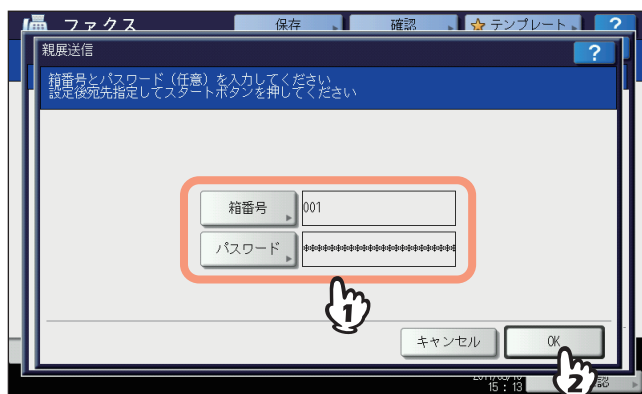 ファクス
保存
確認
テンプレート
?
親展送信
?
箱番号とパスワード（任意）を入力してください
設定後宛先指定してスタートボタンを押してください
箱番号
001
パスワード
************************
1
キャンセル
OK
2
15：13